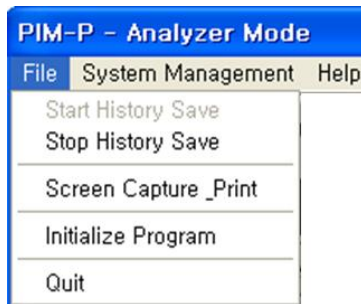 PIM-P - Analyzer Mode
File System Management Help
Start History Save
Stop History Save
Screen Capture _Print
Initialize Program
Quit